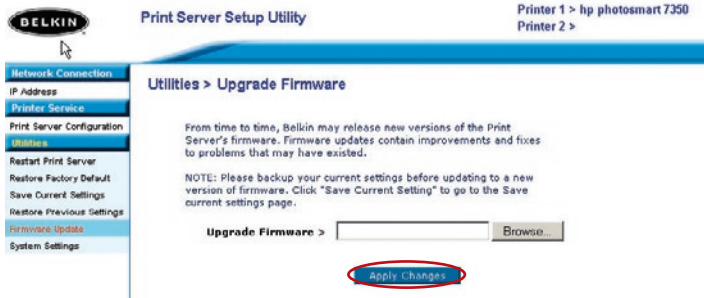 BELKIN
Print Server Setup Utility
Printer 1 > hp photosmart 7350
Printer 2 >
Network Connection
IP Address
Printer Service
Print Server Configuration
Utilities
Restart Print Server
Restore Factory Default
Save Current Settings
Restore Previous Settings
Firmware Update
System Settings
Utilities > Upgrade Firmware
From time to time, Belkin may release new versions of the Print
Server's firmware. Firmware updates contain improvements and fixes
to problems that may have existed.
NOTE: Please backup your current settings before updating to a new
version of firmware. Click "Save Current Setting" to go to the Save
current settings page.
Upgrade Firmware >
Browse...
Apply Changes